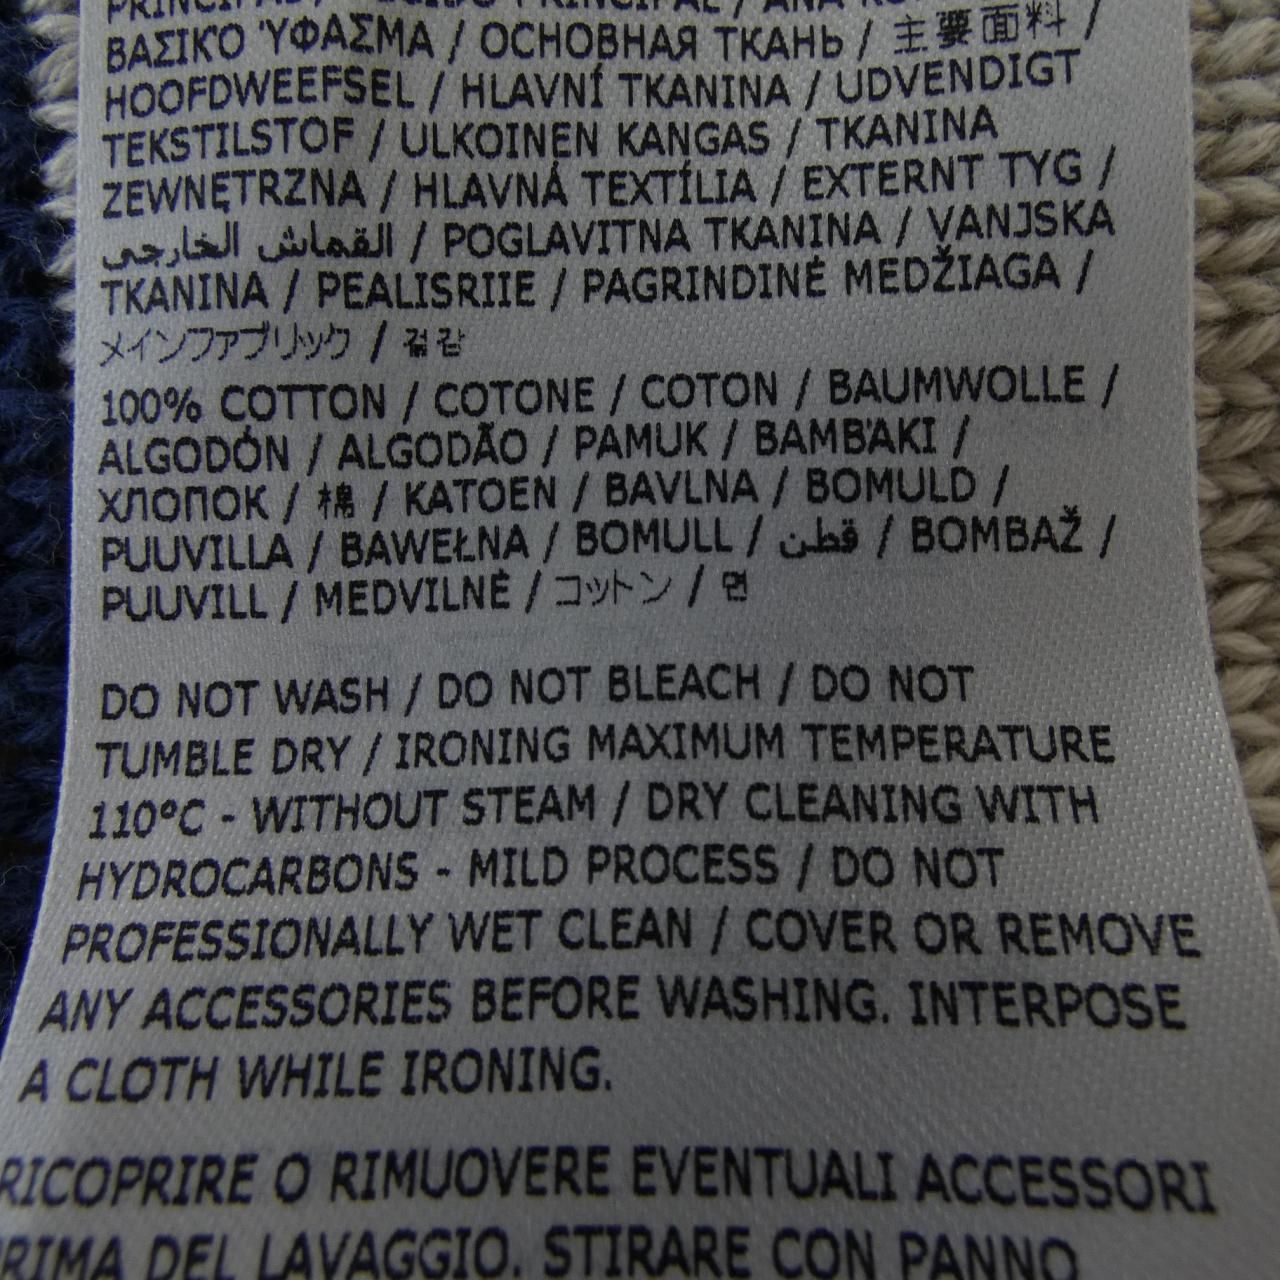 PRINCIPAL /
ΒΑΣΙΚΌ ΎΦΑΣΜΑ / ОСНОВНАЯ ТКАНЬ / 主要面料 /
HOOFDWEEFSEL / HLAVNÍ TKANINA / UDVENDIGT
TEKSTILSTOF / ULKOINEN KANGAS / TKANINA
ZEWNĘTRZNA / HLAVNÁ TEXTÍLIA / EXTERNT TYG /
القماش الخارجي / POGLAVITNA TKANINA / VANJSKA
TKANINA / PEALISRIIE / PAGRINDINĖ MEDŽIAGA /
メインファブリック / 겉감
100% COTTON / COTONE / COTON / BAUMWOLLE /
ALGODÓN / ALGODÃO / PAMUK / ΒΑΜΒΆΚΙ /
ХЛОПОК / 棉 / KATOEN / BAVLNA / BOMULD /
PUUVILLA / BAWEŁNA / BOMULL / قطن / BOMBAŽ /
PUUVILL / MEDVILNĖ / コットン / 면
DO NOT WASH / DO NOT BLEACH / DO NOT
TUMBLE DRY / IRONING MAXIMUM TEMPERATURE
110°C - WITHOUT STEAM / DRY CLEANING WITH
HYDROCARBONS - MILD PROCESS / DO NOT
PROFESSIONALLY WET CLEAN / COVER OR REMOVE
ANY ACCESSORIES BEFORE WASHING. INTERPOSE
A CLOTH WHILE IRONING.
RICOPRIRE O RIMUOVERE EVENTUALI ACCESSORI
PRIMA DEL LAVAGGIO. STIRARE CON PANNO